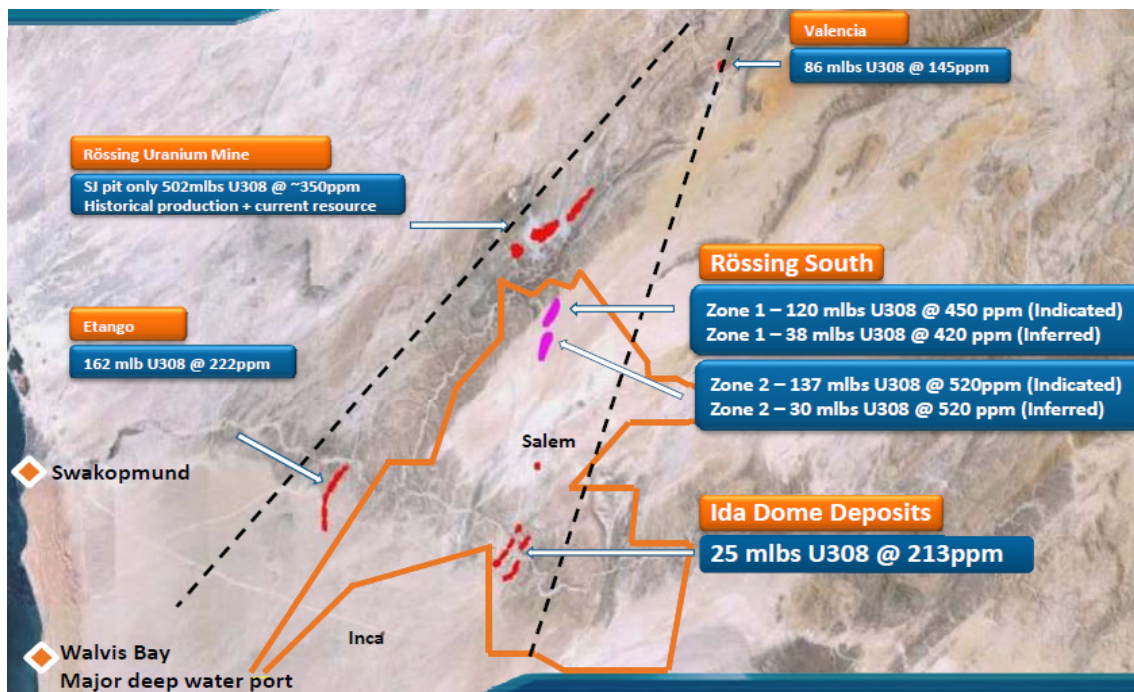 Valencia
86 mlbs U308 @ 145ppm
Rössing Uranium Mine
SJ pit only 502mlbs U308 @ ~350ppm
Historical production + current resource
Rössing South
Zone 1 – 120 mlbs U308 @ 450 ppm (Indicated)
Zone 1 – 38 mlbs U308 @ 420 ppm (Inferred)
Etango
162 mlb U308 @ 222ppm
Zone 2 – 137 mlbs U308 @ 520ppm (Indicated)
Zone 2 – 30 mlbs U308 @ 520 ppm (Inferred)
Salem
Swakopmund
Ida Dome Deposits
25 mlbs U308 @ 213ppm
Inca
Walvis Bay
Major deep water port